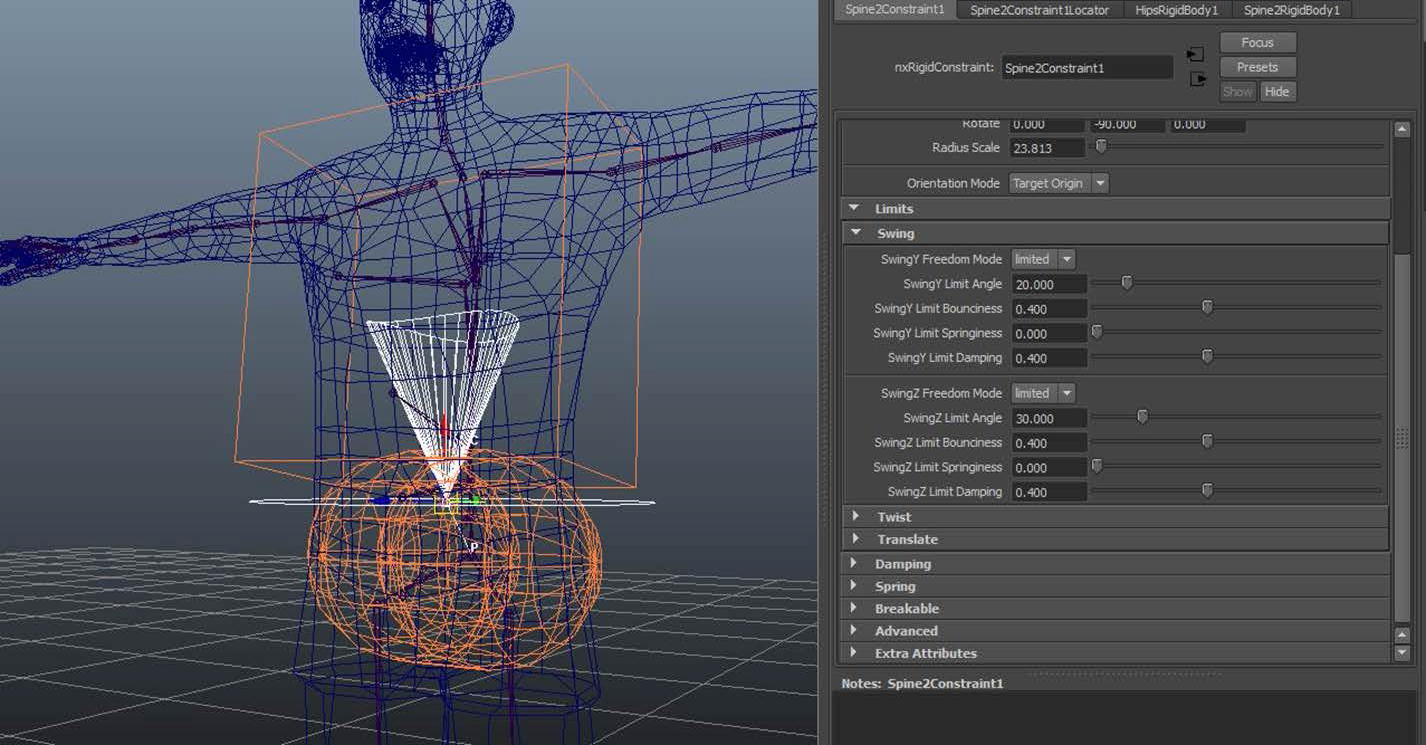 Spine2Constraint1 Spine2Constraint1Locator HipsRigidBody1 Spine2RigidBody1
Focus
nxRigidConstraint: Spine2Constraint1
Presets
Show Hide
Rotate 0.000 -90.000 0.000
Radius Scale 23.813
Orientation Mode Target Origin
Limits
Swing
SwingY Freedom Mode limited
SwingY Limit Angle 20.000
SwingY Limit Bounciness 0.400
SwingY Limit Springiness 0.000
SwingY Limit Damping 0.400
SwingZ Freedom Mode limited
SwingZ Limit Angle 30.000
SwingZ Limit Bounciness 0.400
SwingZ Limit Springiness 0.000
SwingZ Limit Damping 0.400
Twist
Translate
Damping
Spring
Breakable
Advanced
Extra Attributes
Notes: Spine2Constraint1
C
P